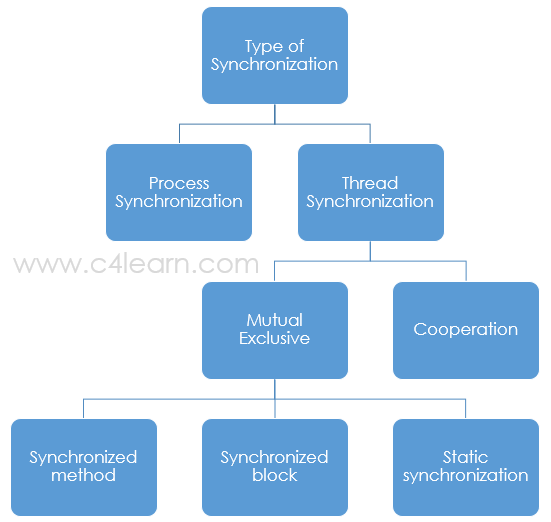 Type of
Synchronization
Process
Synchronization
Thread
Synchronization
www.c4learn.com
Mutual
Exclusive
Cooperation
Synchronized
method
Synchronized
block
Static
synchronization